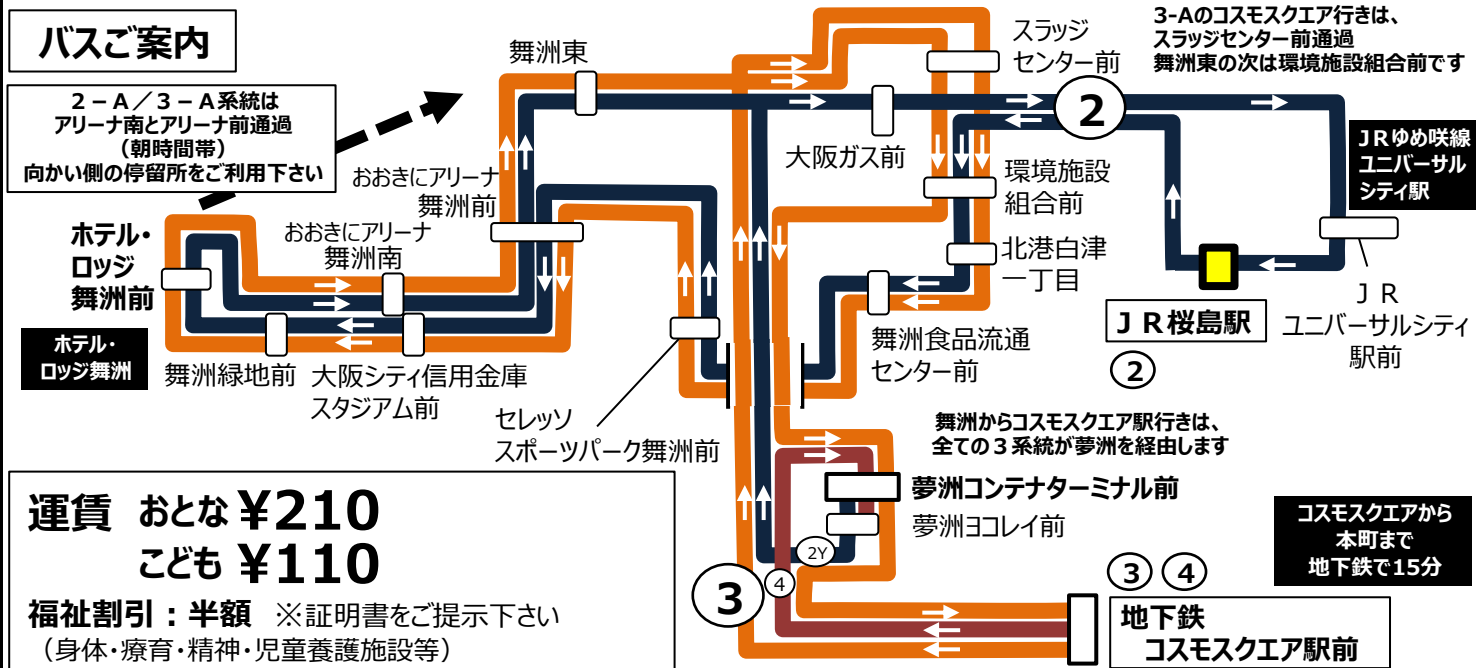 バスご案内
２－Ａ／３－Ａ系統は
アリーナ南とアリーナ前通過
（朝時間帯）
向かい側の停留所をご利用下さい
舞洲東
スラッジ
センター前
3-Aのコスモスクエア行きは、
スラッジセンター前通過
舞洲東の次は環境施設組合前です
2
大阪ガス前
ＪＲゆめ咲線
ユニバーサル
シティ駅
おおきにアリーナ
舞洲前
環境施設
組合前
ホテル・
ロッジ
舞洲前
おおきにアリーナ
舞洲南
北港白津
一丁目
ＪＲ桜島駅
②
ＪＲ
ユニバーサルシティ
駅前
ホテル・
ロッジ舞洲
舞洲緑地前
大阪シティ信用金庫
スタジアム前
舞洲食品流通
センター前
セレッソ
スポーツパーク舞洲前
舞洲からコスモスクエア駅行きは、
全ての３系統が夢洲を経由します
夢洲コンテナターミナル前
夢洲ヨコレイ前
2Y
4
3
コスモスクエアから
本町まで
地下鉄で15分
③ ④
地下鉄
コスモスクエア駅前
運賃 おとな ¥210
こども ¥110
福祉割引：半額 ※証明書をご提示下さい
（身体・療育・精神・児童養護施設等）